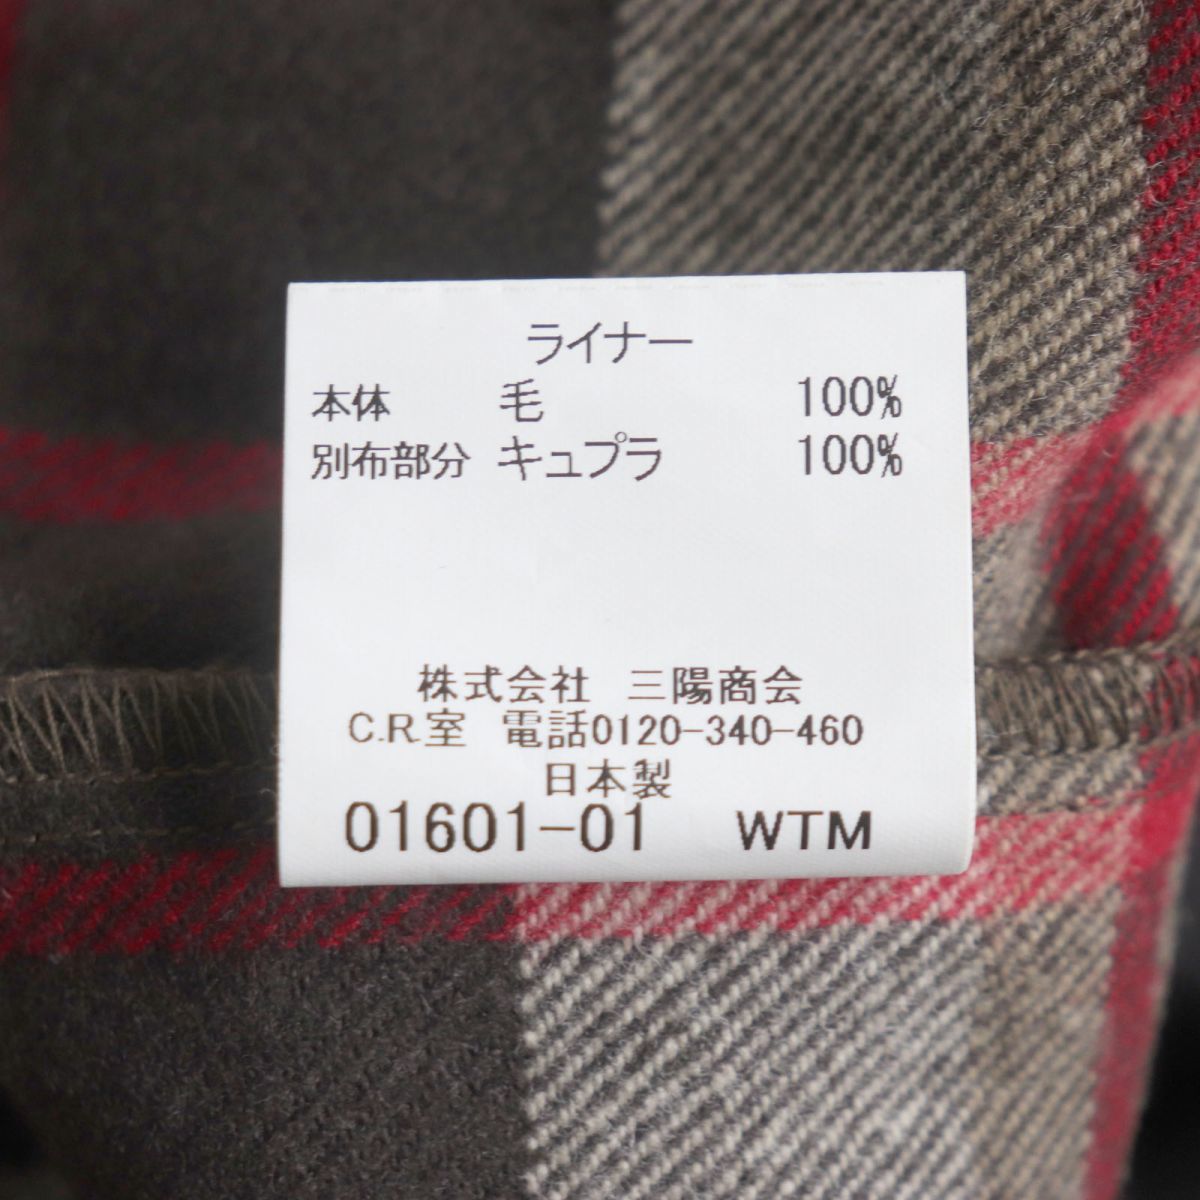 ライナー
本体 毛 100%
別布部分 キュプラ 100%
株式会社 三陽商会
C.R.室 電話0120-340-460
日本製
01601-01 WTM